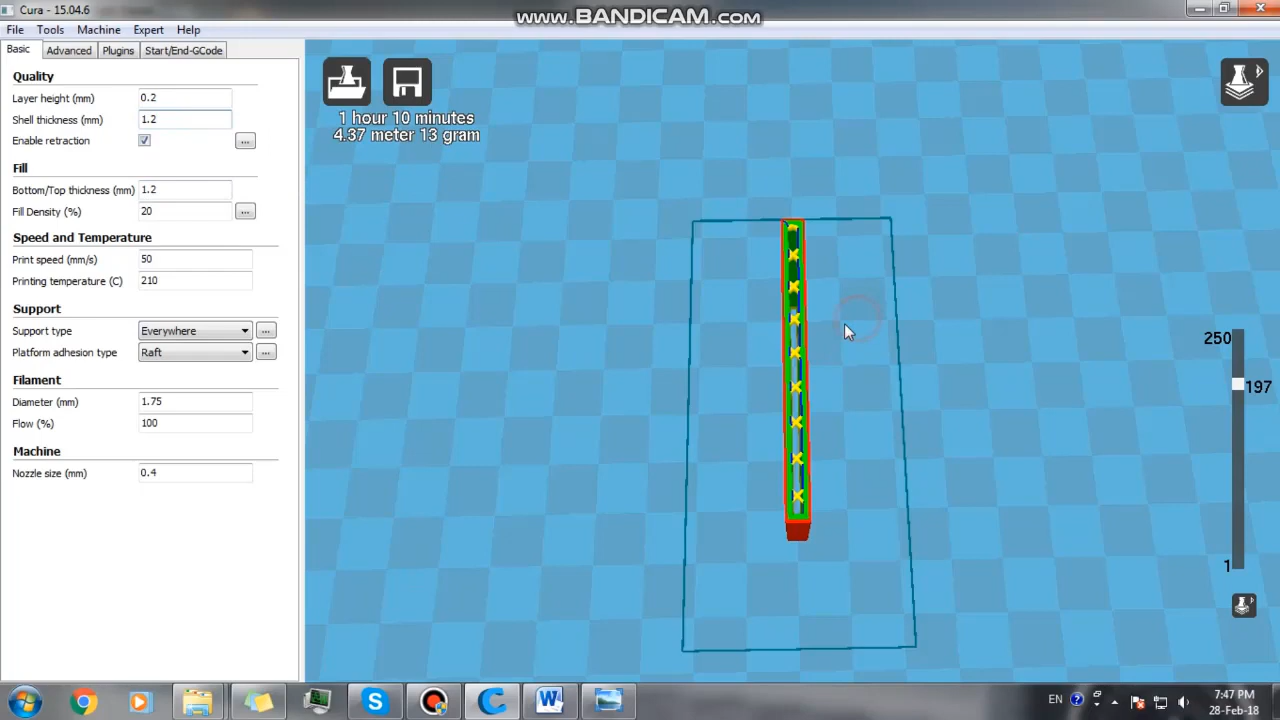 Cura - 15.04.6
www.BANDICAM.com
File Tools Machine Expert Help
Basic Advanced Plugins Start/End-GCode
Quality
Layer height (mm) 0.2
Shell thickness (mm) 1.2
Enable retraction ...
Fill
Bottom/Top thickness (mm) 1.2
Fill Density (%) 20 ...
Speed and Temperature
Print speed (mm/s) 50
Printing temperature (C) 210
Support
Support type Everywhere ...
Platform adhesion type Raft ...
Filament
Diameter (mm) 1.75
Flow (%) 100
Machine
Nozzle size (mm) 0.4
1 hour 10 minutes
4.37 meter 13 gram
250
197
1
EN
7:47 PM
28-Feb-18